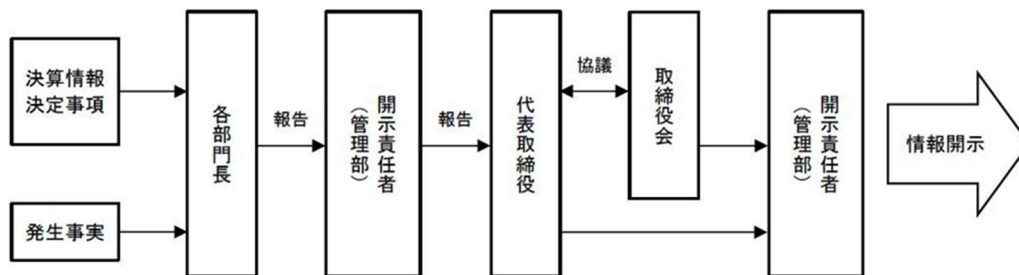 決算情報
決定事項
発生事実
各部門長
報告
開示責任者
（管理部）
報告
代表取締役
協議
取締役会
開示責任者
（管理部）
情報開示